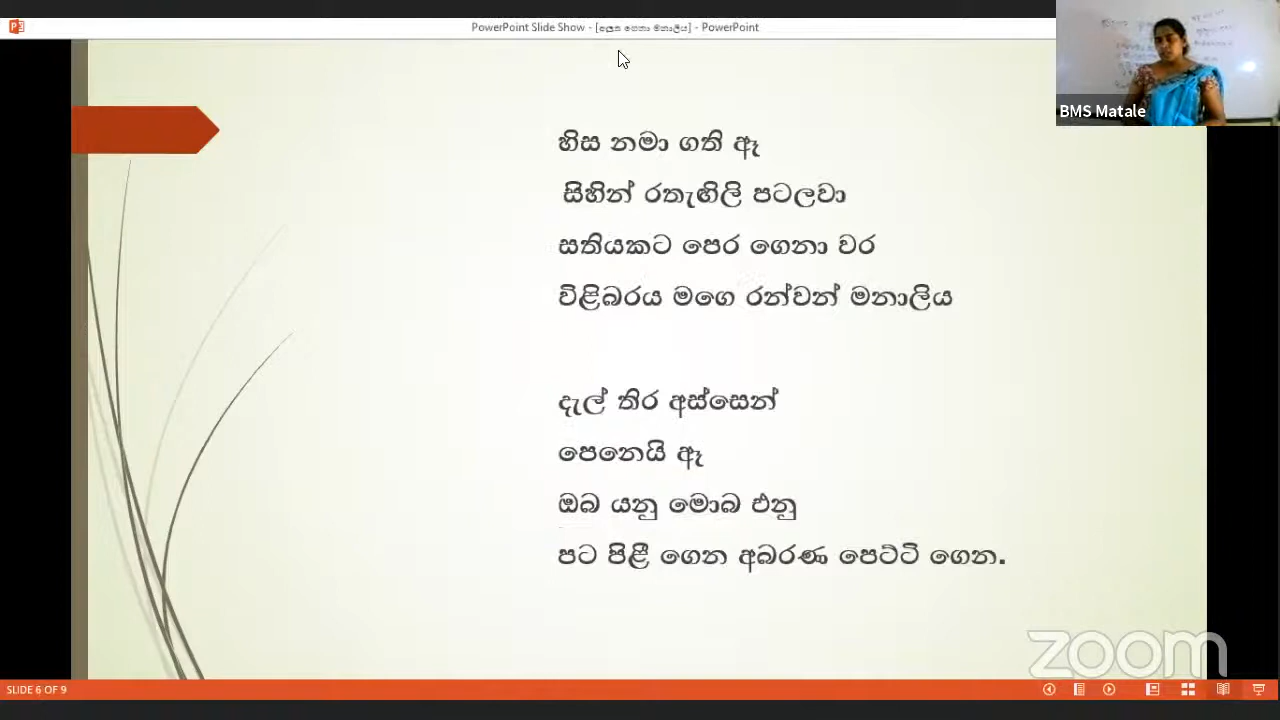 PowerPoint Slide Show - [අලුත ගෙනා මනාලිය] - PowerPoint
BMS Matale
හිස නමා ගති ඈ
සිහින් රතැඟිලි පටලවා
සතියකට පෙර ගෙනා වර
විළිබරය මගෙ රන්වන් මනාලිය
දැල් තිර අස්සෙන්
පෙනෙයි ඈ
ඔබ යනු මොබ එනු
පට පිළී ගෙන අබරණ පෙට්ටි ගෙන.
zoom
SLIDE 6 OF 9